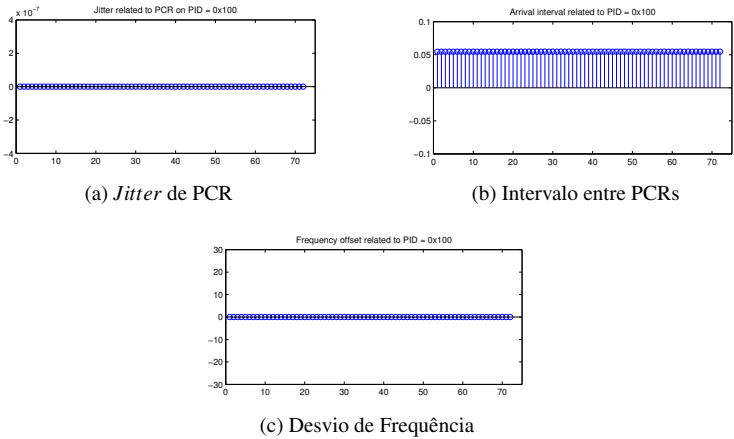 Jitter related to PCR on PID = 0x100
x 10^-7
4
2
0
−2
−4
0 10 20 30 40 50 60 70
(a) Jitter de PCR
Arrival interval related to PID = 0x100
0.1
0.05
0
−0.05
−0.1
0 10 20 30 40 50 60 70
(b) Intervalo entre PCRs
Frequency offset related to PID = 0x100
30
20
10
0
−10
−20
−30
0 10 20 30 40 50 60 70
(c) Desvio de Frequência